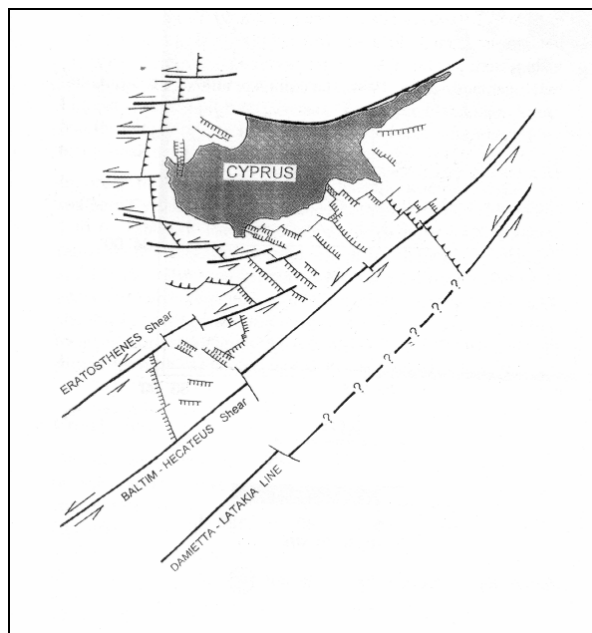 CYPRUS
ERATOSTHENES Shear
BALTIM - HECATEUS Shear
DAMIETTA - LATAKIA LINE
?
?
?
?
?
?
?